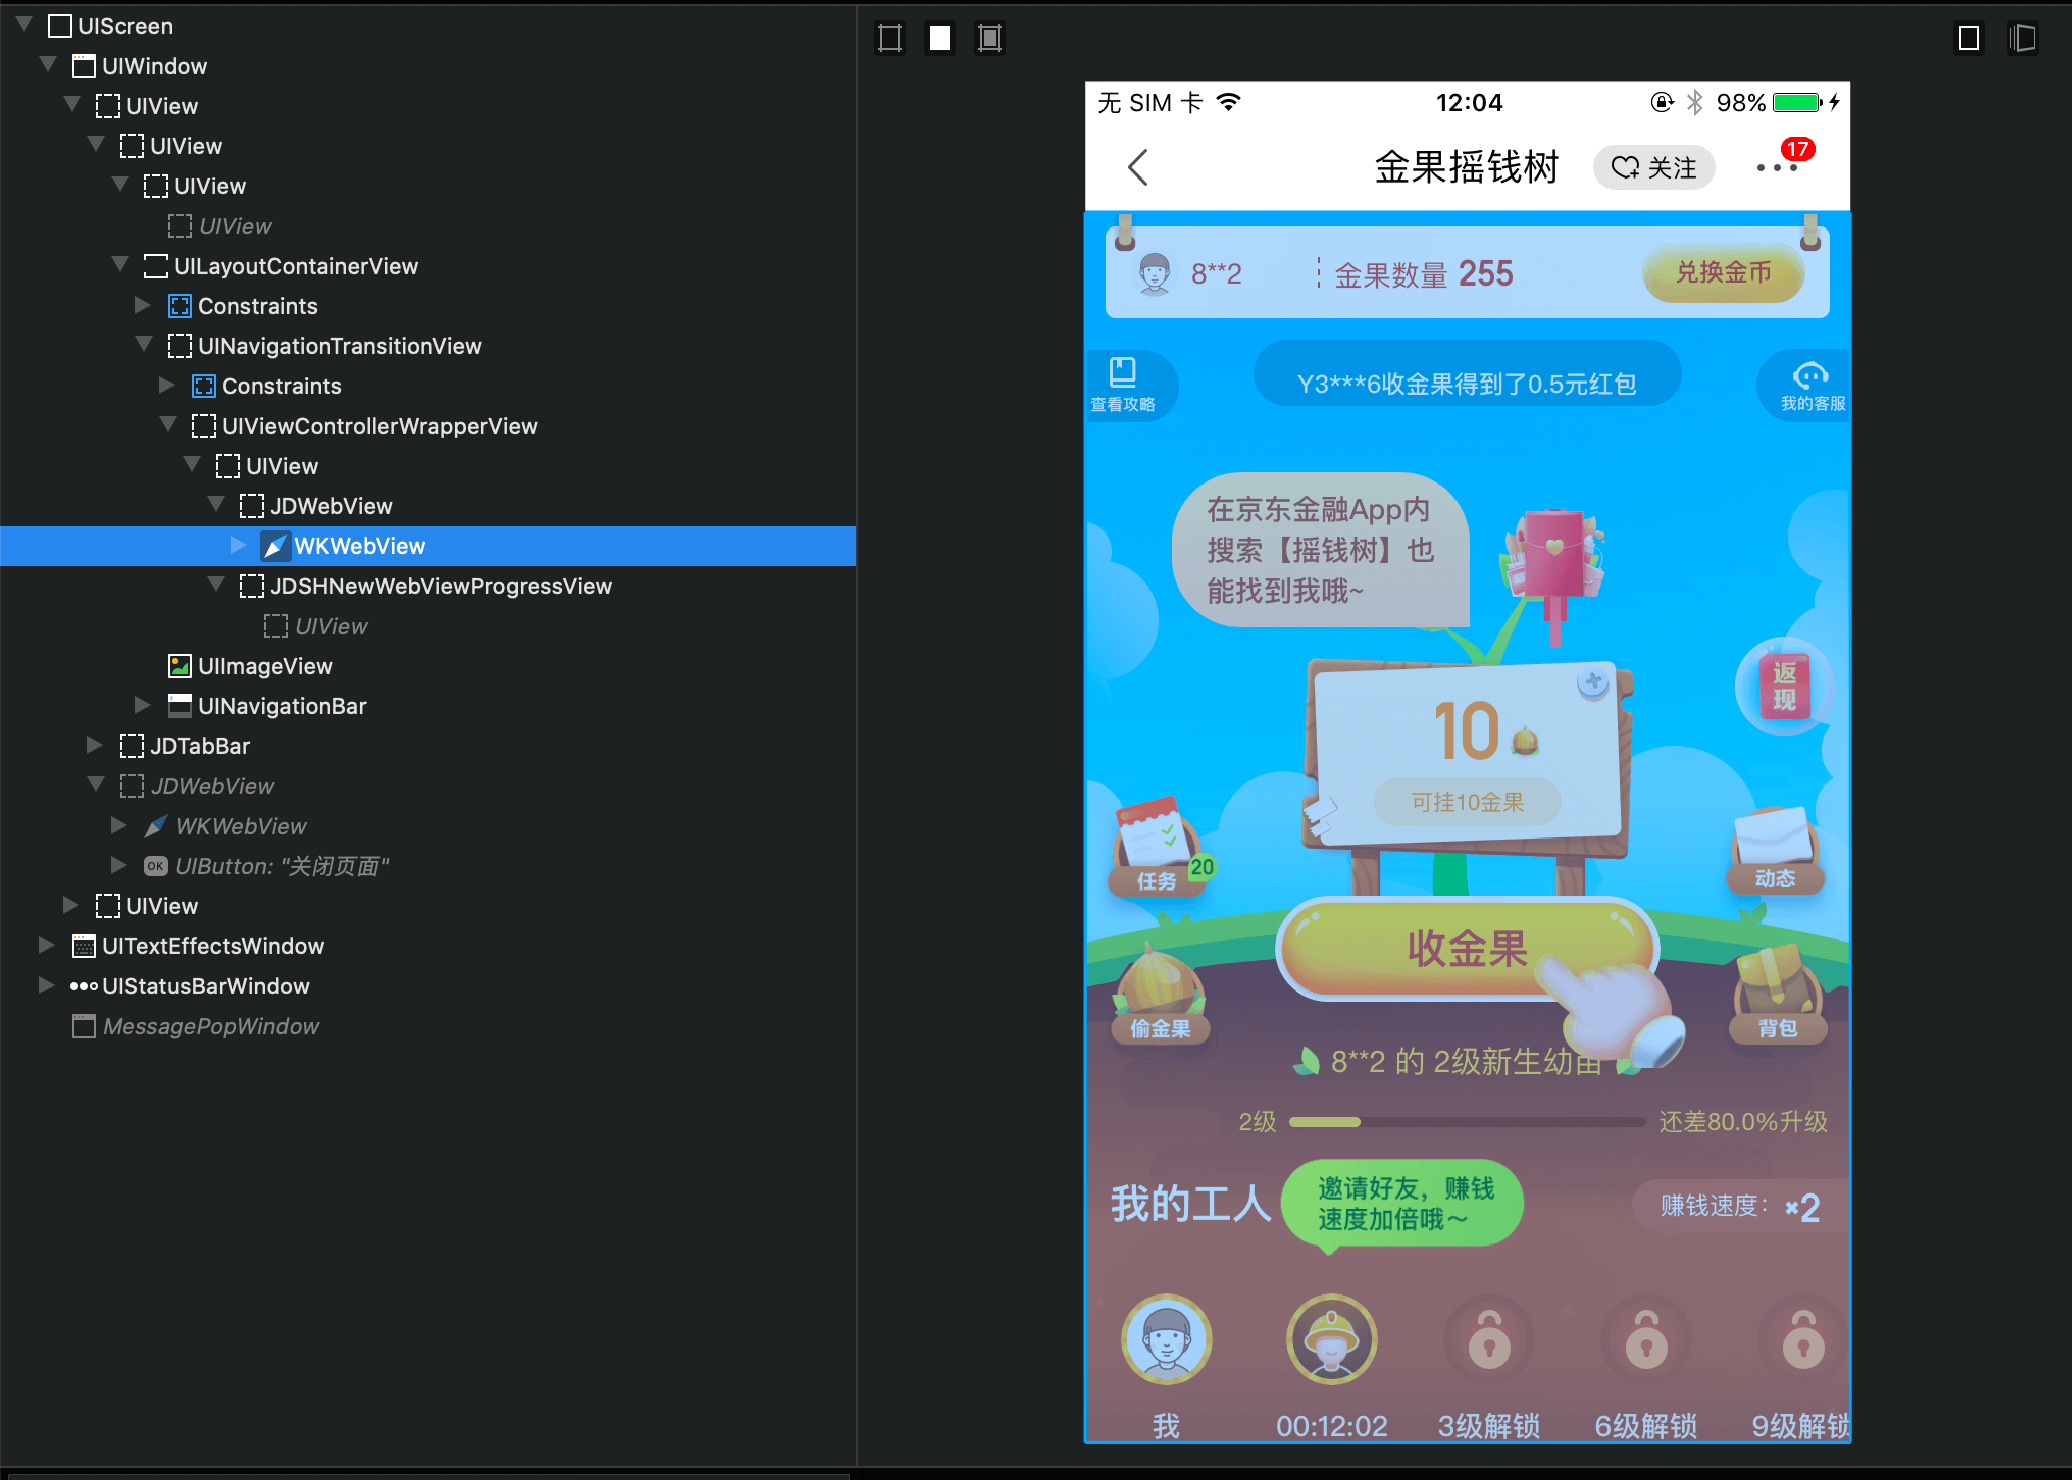 UIScreen
UIWindow
UIView
UIView
UIView
UIView
UILayoutContainerView
Constraints
UINavigationTransitionView
Constraints
UIViewControllerWrapperView
UIView
JDWebView
WKWebView
JDSHNewWebViewProgressView
UIView
UIImageView
UINavigationBar
JDTabBar
JDWebView
WKWebView
OK UIButton: "关闭页面"
UIView
UITextEffectsWindow
UIStatusBarWindow
MessagePopWindow
无 SIM 卡 12:04 98%
金果摇钱树 关注 17
8**2 金果数量 255 兑换金币
Y3***6收金果得到了0.5元红包
查看攻略 我的客服
在京东金融App内
搜索【摇钱树】也
能找到我哦~
返
现
10
可挂10金果
任务 20 动态
收金果
偷金果 背包
8**2 的 2级新生幼苗
2级 还差80.0%升级
我的工人 邀请好友，赚钱
速度加倍哦～
赚钱速度： ×2
我 00:12:02 3级解锁 6级解锁 9级解锁